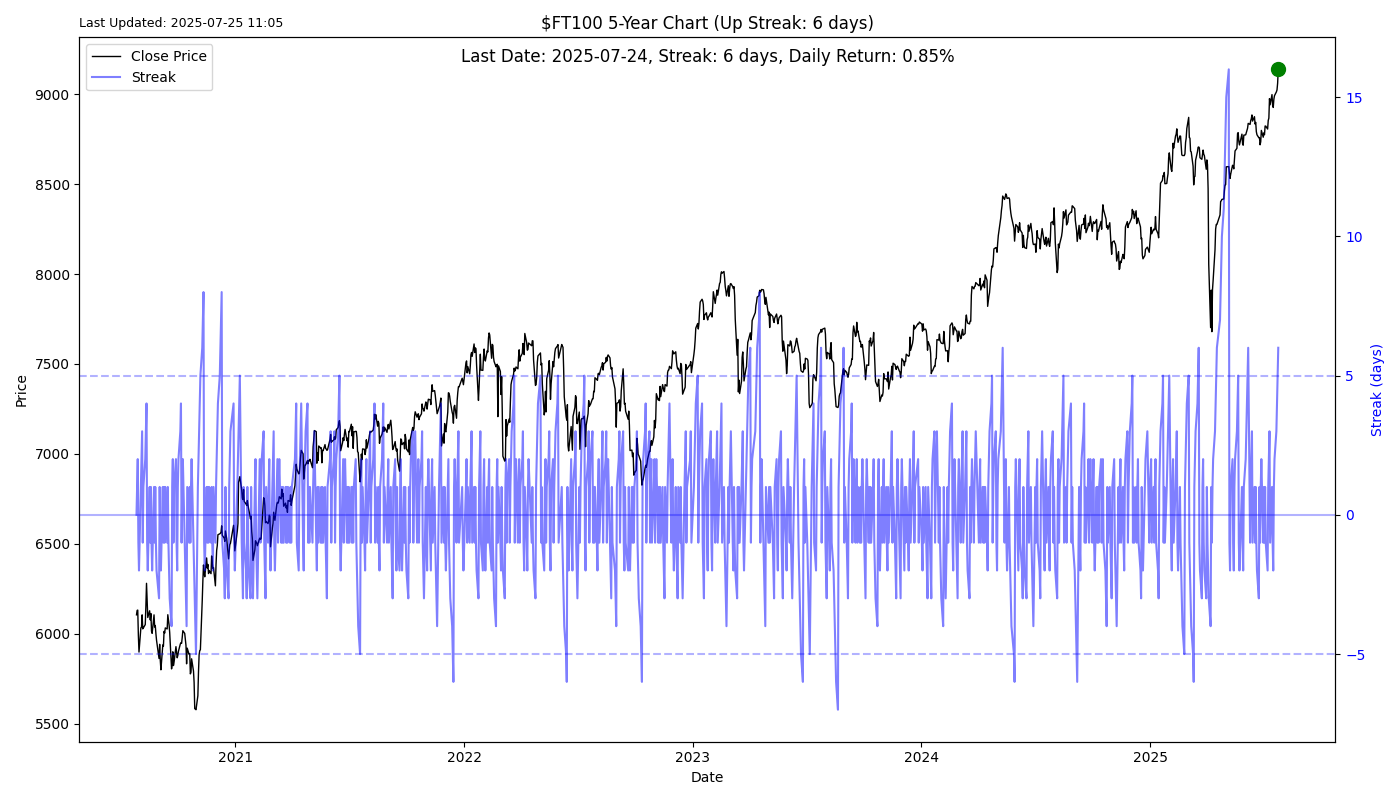 Last Updated: 2025-07-25 11:05
$FT100 5-Year Chart (Up Streak: 6 days)
Last Date: 2025-07-24, Streak: 6 days, Daily Return: 0.85%
Close Price
Streak
9000
8500
8000
7500
7000
6500
6000
5500
Price
15
10
5
0
−5
Streak (days)
2021
2022
2023
2024
2025
Date